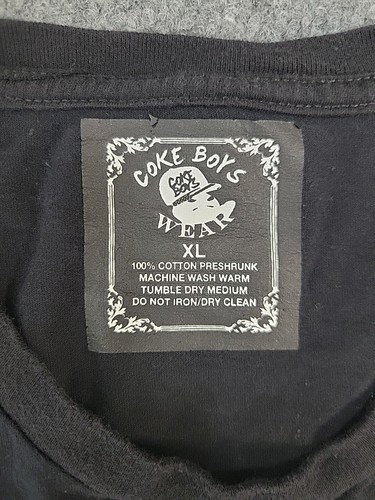 COKE BOYS
COKE
BOYS
WEAR
XL
100% COTTON PRESHRUNK
MACHINE WASH WARM
TUMBLE DRY MEDIUM
DO NOT IRON/DRY CLEAN